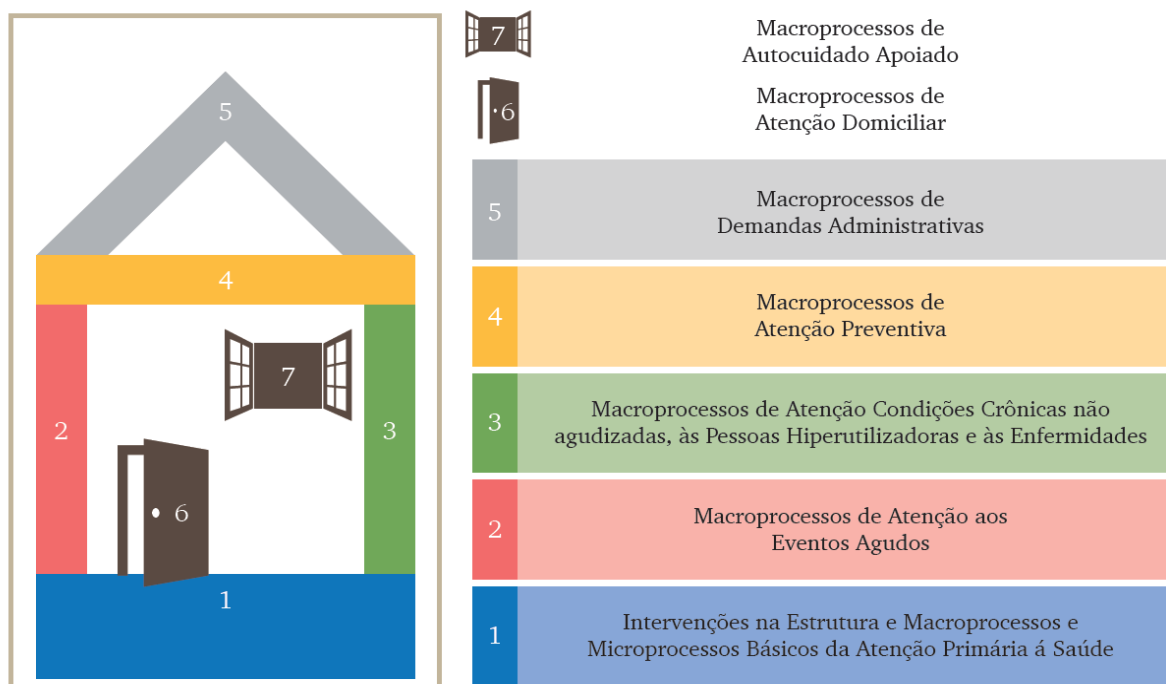 5
4
7
2
3
6
1
7
Macroprocessos de
Autocuidado Apoiado
6
Macroprocessos de
Atenção Domiciliar
5
Macroprocessos de
Demandas Administrativas
4
Macroprocessos de
Atenção Preventiva
3
Macroprocessos de Atenção Condições Crônicas não
agudizadas, às Pessoas Hiperutilizadoras e às Enfermidades
2
Macroprocessos de Atenção aos
Eventos Agudos
1
Intervenções na Estrutura e Macroprocessos e
Microprocessos Básicos da Atenção Primária á Saúde